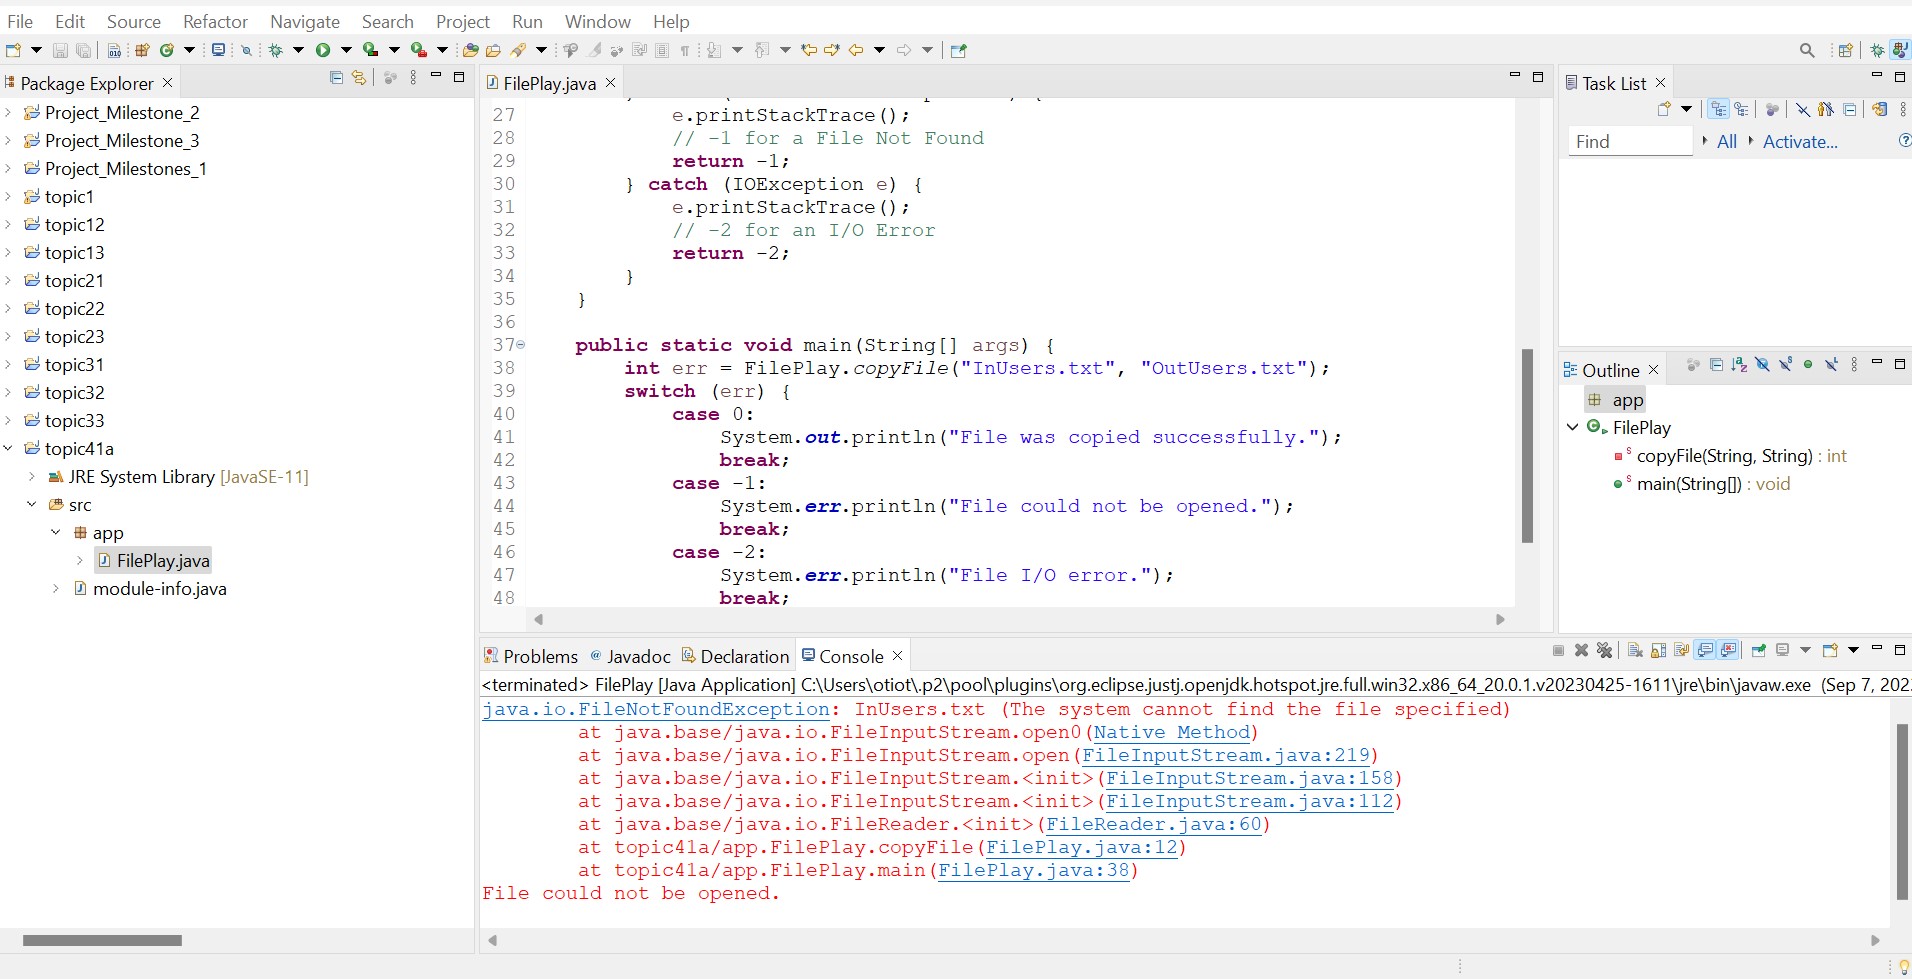 File Edit Source Refactor Navigate Search Project Run Window Help
Package Explorer
Project_Milestone_2
Project_Milestone_3
Project_Milestones_1
topic1
topic12
topic13
topic21
topic22
topic23
topic31
topic32
topic33
topic41a
JRE System Library [JavaSE-11]
src
app
FilePlay.java
module-info.java
FilePlay.java
27 e.printStackTrace();
28 // -1 for a File Not Found
29 return -1;
30 } catch (IOException e) {
31 e.printStackTrace();
32 // -2 for an I/O Error
33 return -2;
34 }
35 }
36
37 public static void main(String[] args) {
38 int err = FilePlay.copyFile("InUsers.txt", "OutUsers.txt");
39 switch (err) {
40 case 0:
41 System.out.println("File was copied successfully.");
42 break;
43 case -1:
44 System.err.println("File could not be opened.");
45 break;
46 case -2:
47 System.err.println("File I/O error.");
48 break;
Task List
Find All Activate...
Outline
app
FilePlay
copyFile(String, String) : int
main(String[]) : void
Problems @ Javadoc Declaration Console
<terminated> FilePlay [Java Application] C:\Users\otiot\.p2\pool\plugins\org.eclipse.justj.openjdk.hotspot.jre.full.win32.x86_64_20.0.1.v20230425-1611\jre\bin\javaw.exe (Sep 7, 202
java.io.FileNotFoundException: InUsers.txt (The system cannot find the file specified)
at java.base/java.io.FileInputStream.open0(Native Method)
at java.base/java.io.FileInputStream.open(FileInputStream.java:219)
at java.base/java.io.FileInputStream.<init>(FileInputStream.java:158)
at java.base/java.io.FileInputStream.<init>(FileInputStream.java:112)
at java.base/java.io.FileReader.<init>(FileReader.java:60)
at topic41a/app.FilePlay.copyFile(FilePlay.java:12)
at topic41a/app.FilePlay.main(FilePlay.java:38)
File could not be opened.